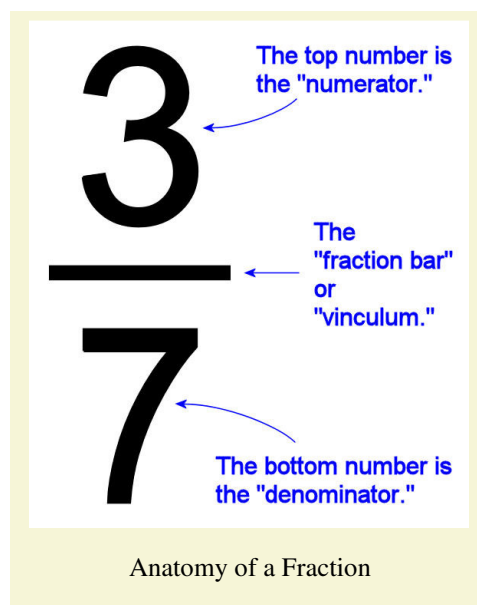 3
The top number is
the "numerator."
The
"fraction bar"
or
"vinculum."
7
The bottom number is
the "denominator."
Anatomy of a Fraction